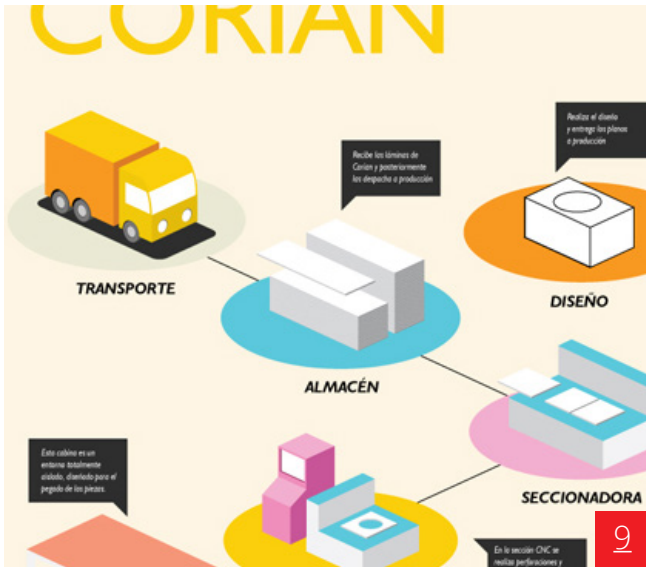 CORIAN
Realiza el diseño
y entrega los planos
a producción
Recibe las láminas de
Corian y posteriormente
las despacha a producción
TRANSPORTE
DISEÑO
ALMACÉN
Esta cabina es un
entorno totalmente
aislado, diseñado para el
pegado de las piezas.
SECCIONADORA
En la sección CNC se
realiza perforaciones y
9